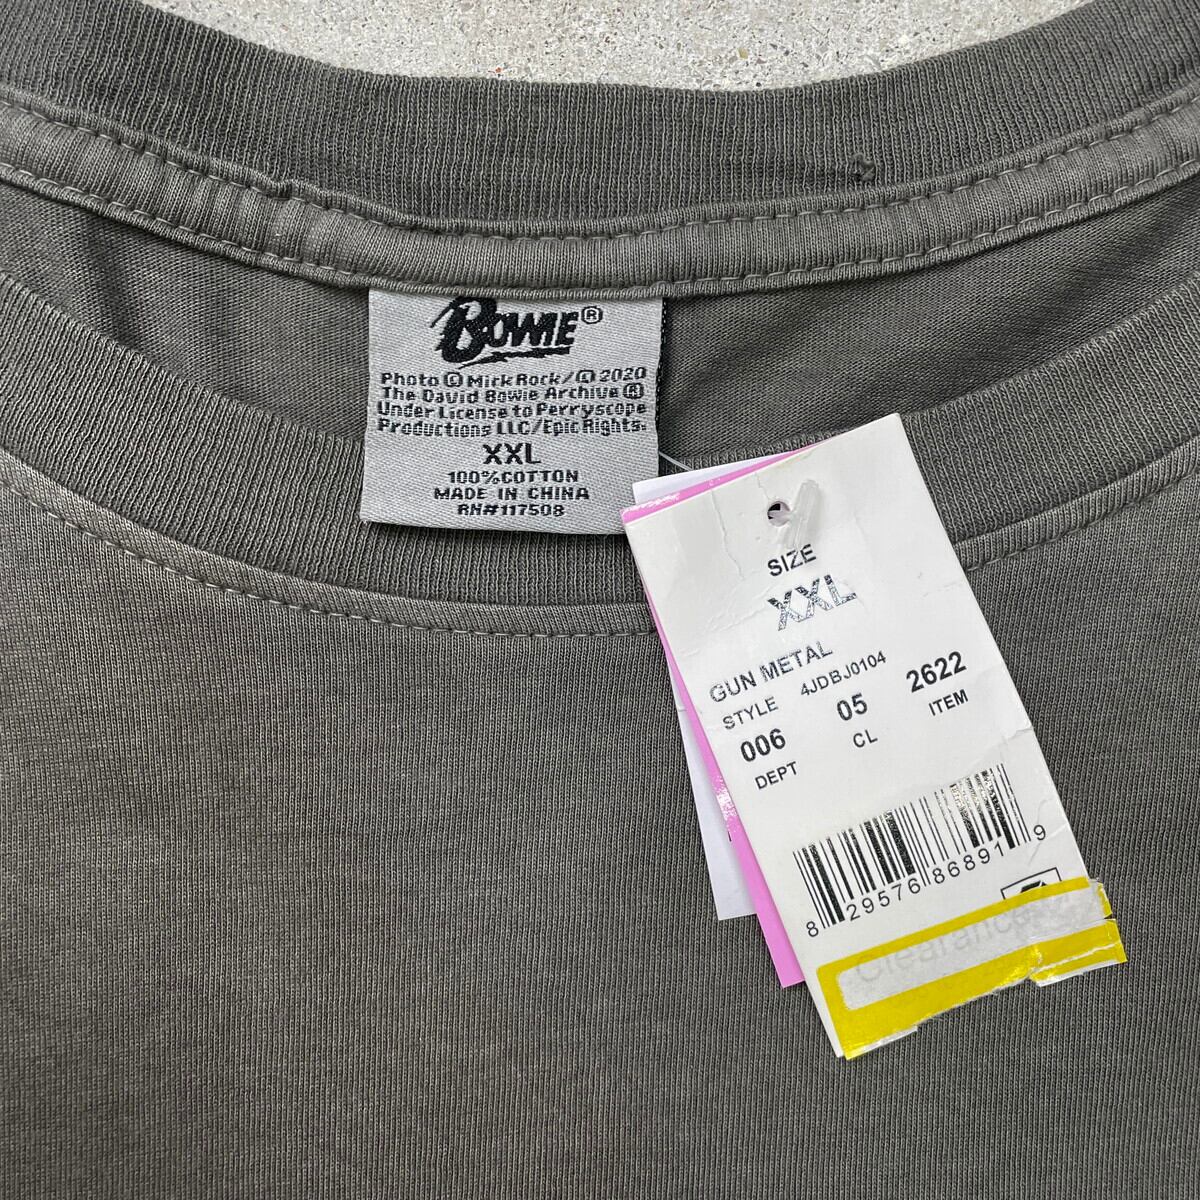 BOWIE®
Photo © Mick Rock/℗ 2020
The David Bowie Archive ®
Under License to Perryscope
Productions LLC/Epic Rights.
XXL
100%COTTON
MADE IN CHINA
RN#117508
SIZE
XXL
GUN METAL
STYLE 4JDBJ0104
006 05 2622
DEPT CL ITEM
8 29576 86891 9
Clearance